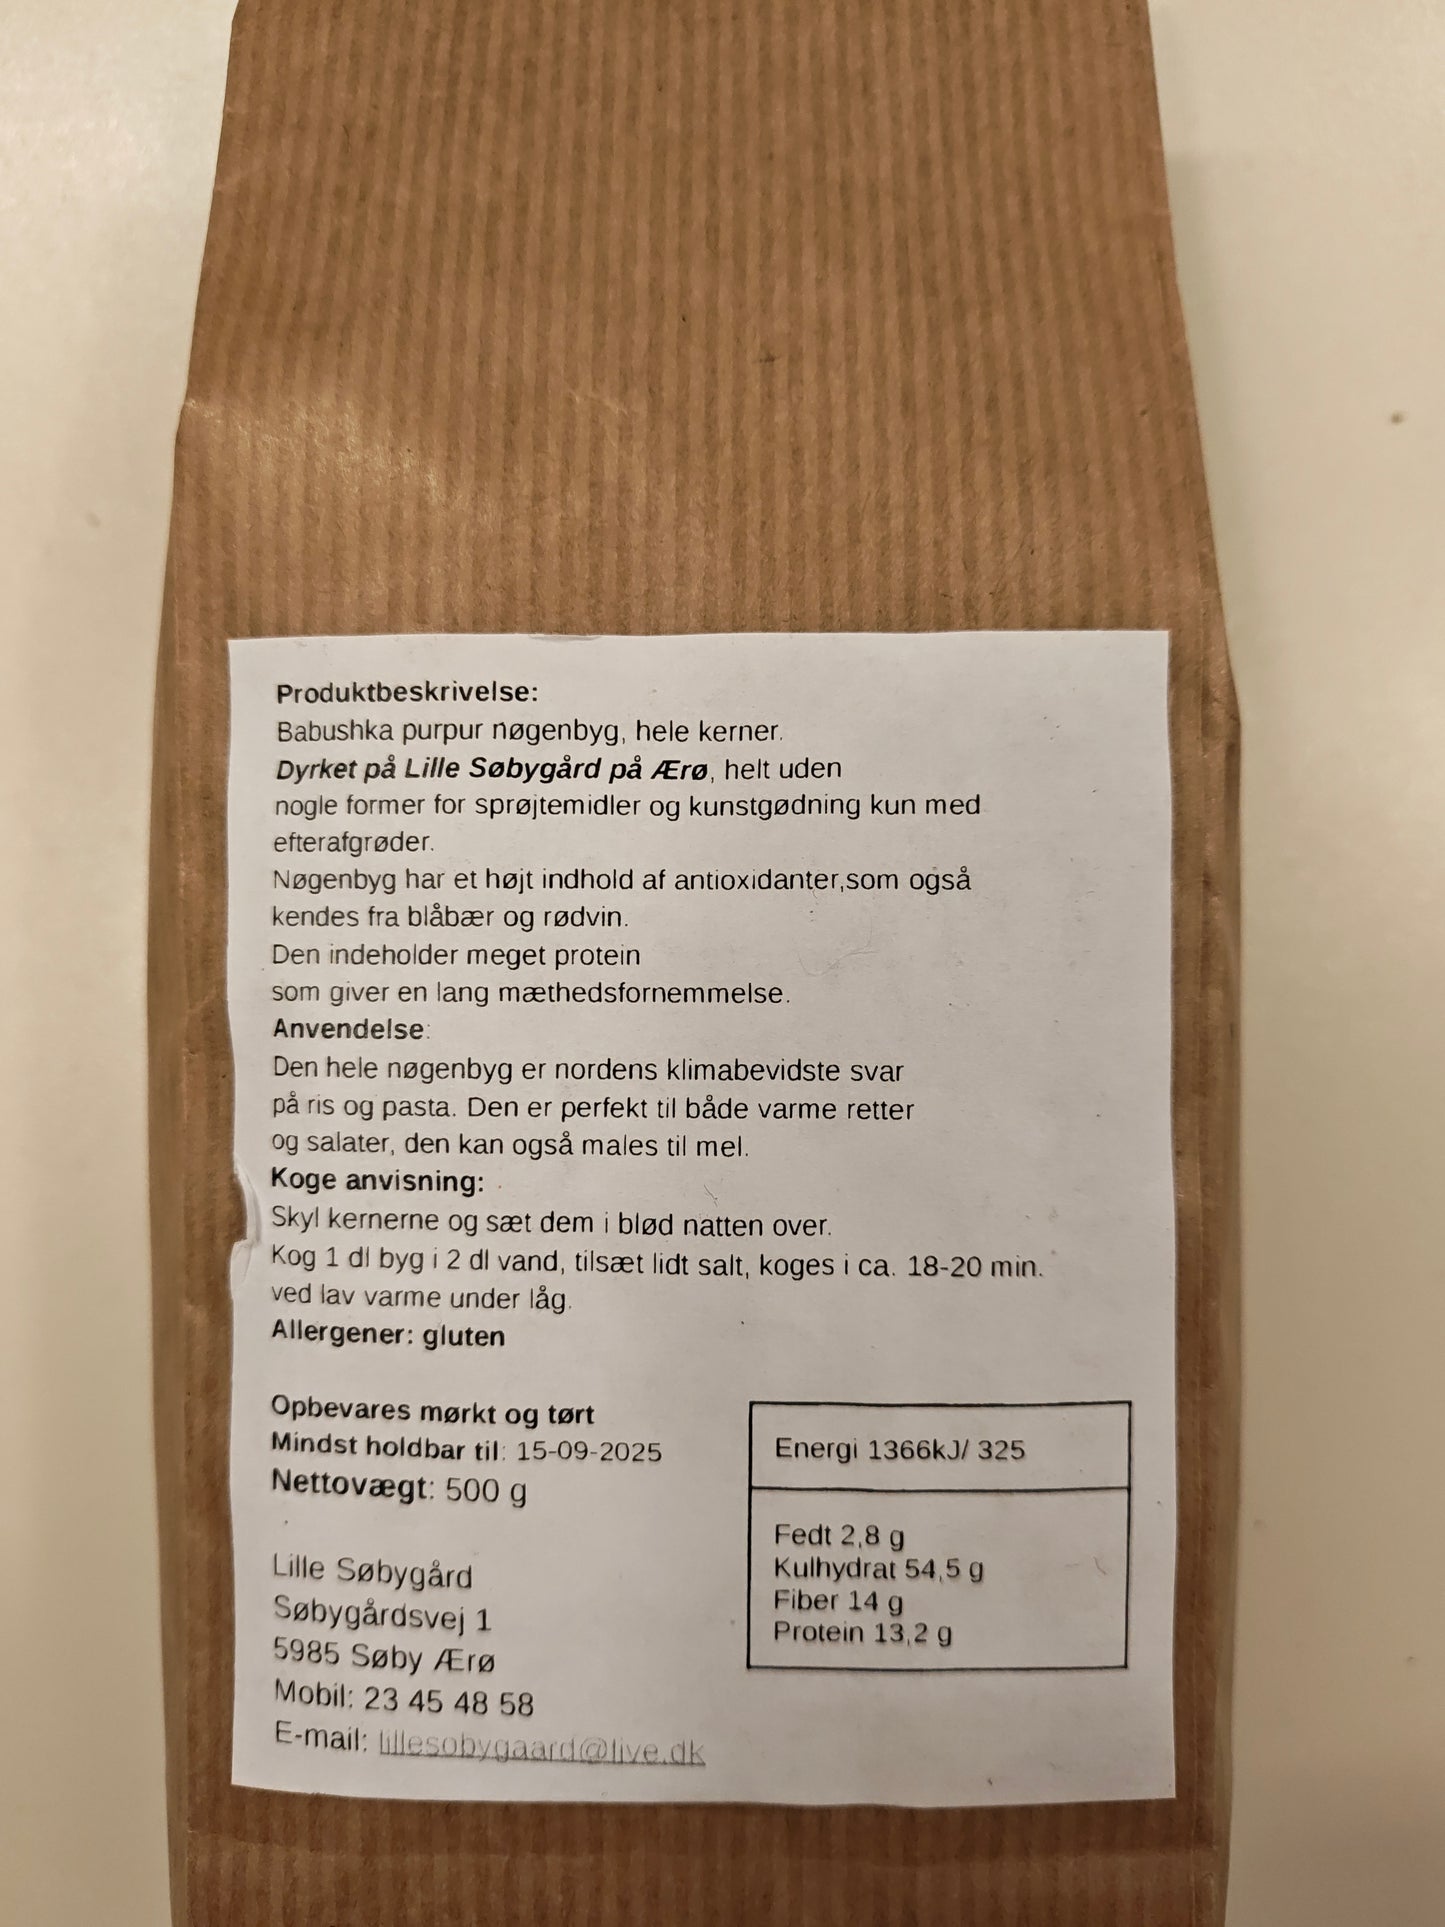 Produktbeskrivelse:
Babushka purpur nøgenbyg, hele kerner.
Dyrket på Lille Søbygård på Ærø, helt uden
nogle former for sprøjtemidler og kunstgødning kun med
efterafgrøder.
Nøgenbyg har et højt indhold af antioxidanter,som også
kendes fra blåbær og rødvin.
Den indeholder meget protein
som giver en lang mæthedsfornemmelse.
Anvendelse:
Den hele nøgenbyg er nordens klimabevidste svar
på ris og pasta. Den er perfekt til både varme retter
og salater, den kan også males til mel.
Koge anvisning:
Skyl kernerne og sæt dem i blød natten over.
Kog 1 dl byg i 2 dl vand, tilsæt lidt salt, koges i ca. 18-20 min.
ved lav varme under låg.
Allergener: gluten
Opbevares mørkt og tørt
Mindst holdbar til: 15-09-2025
Nettovægt: 500 g
Lille Søbygård
Søbygårdsvej 1
5985 Søby Ærø
Mobil: 23 45 48 58
E-mail: lillesobygaard@live.dk
Energi 1366kJ/ 325
Fedt 2,8 g
Kulhydrat 54,5 g
Fiber 14 g
Protein 13,2 g